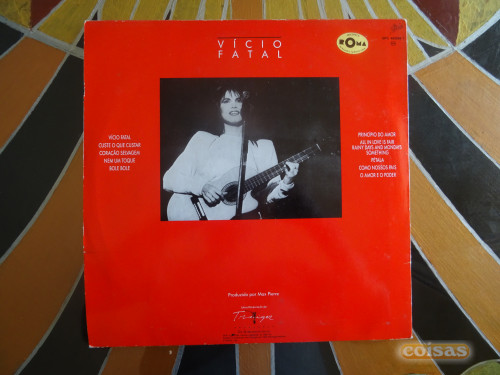 VÍCIO
FATAL
ROMA
VÍCIO FATAL
CUSTE O QUE CUSTAR
CORAÇÃO SELVAGEM
NEM UM TOQUE
BOLE BOLE
PRINCÍPIO DO AMOR
ALL IN LOVE IS FAIR
RAINY DAYS AND MONDAYS
SOMETHING
PÉTALA
COMO NOSSOS PAIS
O AMOR E O PODER
Produzido por Max Pierre
coisas